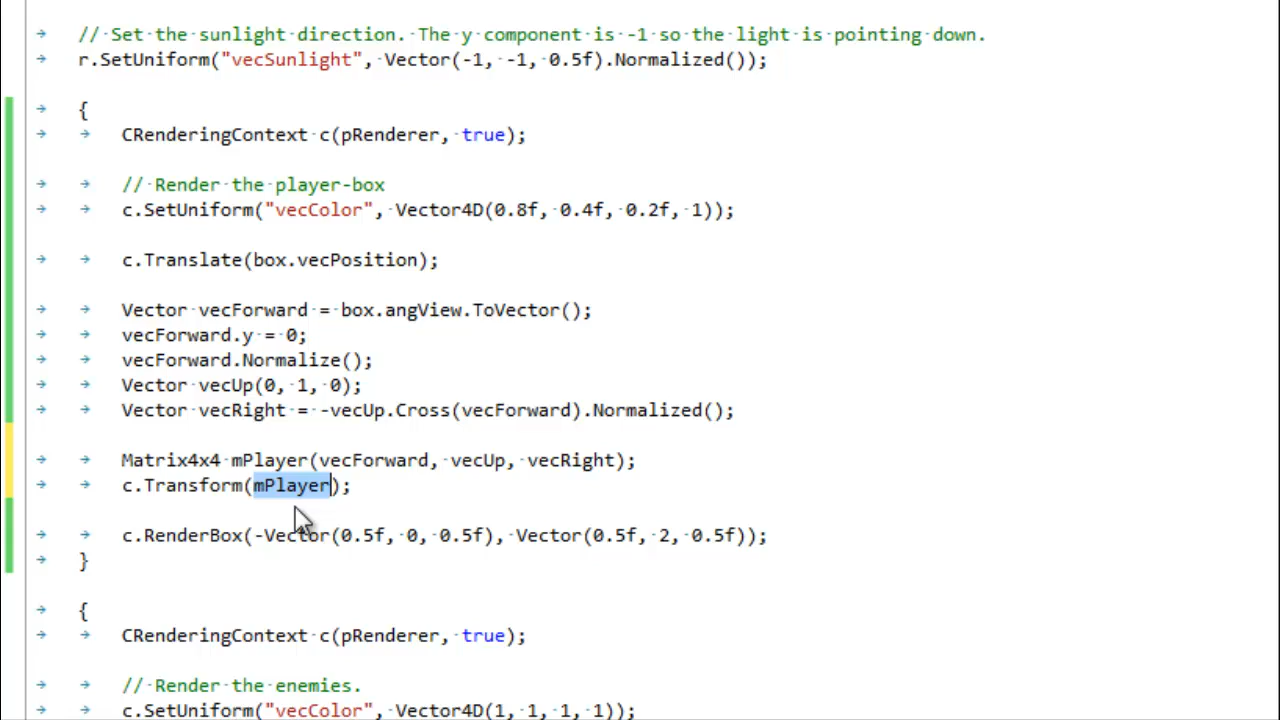 // Set the sunlight direction. The y component is -1 so the light is pointing down.
r.SetUniform("vecSunlight", Vector(-1, -1, 0.5f).Normalized());
{
CRenderingContext c(pRenderer, true);
// Render the player-box
c.SetUniform("vecColor", Vector4D(0.8f, 0.4f, 0.2f, 1));
c.Translate(box.vecPosition);
Vector vecForward = box.angView.ToVector();
vecForward.y = 0;
vecForward.Normalize();
Vector vecUp(0, 1, 0);
Vector vecRight = -vecUp.Cross(vecForward).Normalized();
Matrix4x4 mPlayer(vecForward, vecUp, vecRight);
c.Transform(mPlayer);
c.RenderBox(-Vector(0.5f, 0, 0.5f), Vector(0.5f, 2, 0.5f));
}
{
CRenderingContext c(pRenderer, true);
// Render the enemies.
c.SetUniform("vecColor", Vector4D(1, 1, 1, 1));